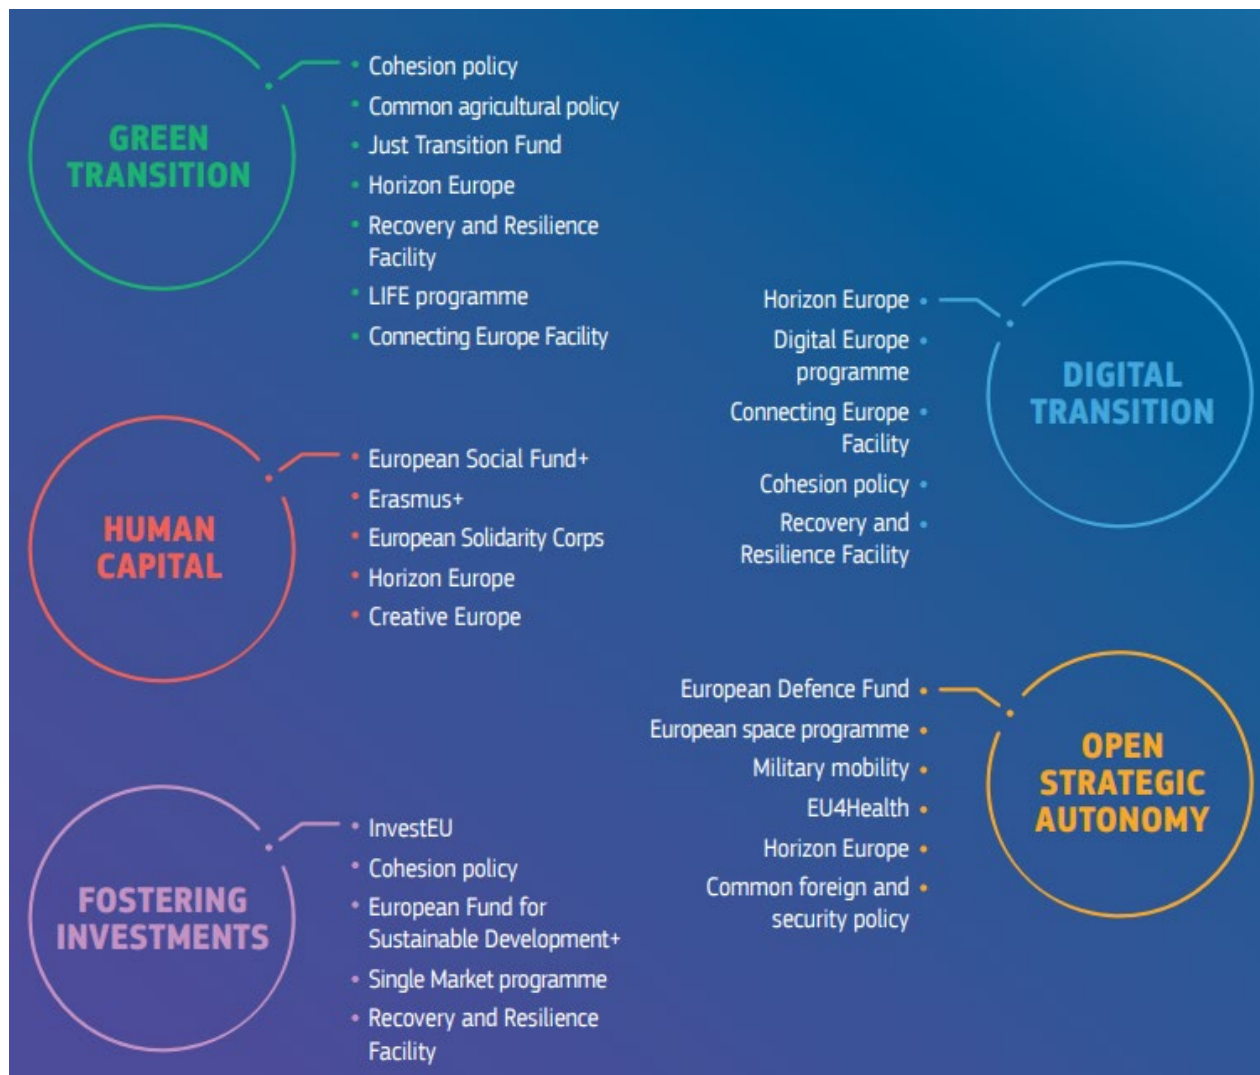 GREEN
TRANSITION
Cohesion policy
Common agricultural policy
Just Transition Fund
Horizon Europe
Recovery and Resilience
Facility
LIFE programme
Connecting Europe Facility
DIGITAL
TRANSITION
Horizon Europe
Digital Europe
programme
Connecting Europe
Facility
Cohesion policy
Recovery and
Resilience Facility
HUMAN
CAPITAL
European Social Fund+
Erasmus+
European Solidarity Corps
Horizon Europe
Creative Europe
OPEN
STRATEGIC
AUTONOMY
European Defence Fund
European space programme
Military mobility
EU4Health
Horizon Europe
Common foreign and
security policy
FOSTERING
INVESTMENTS
InvestEU
Cohesion policy
European Fund for
Sustainable Development+
Single Market programme
Recovery and Resilience
Facility